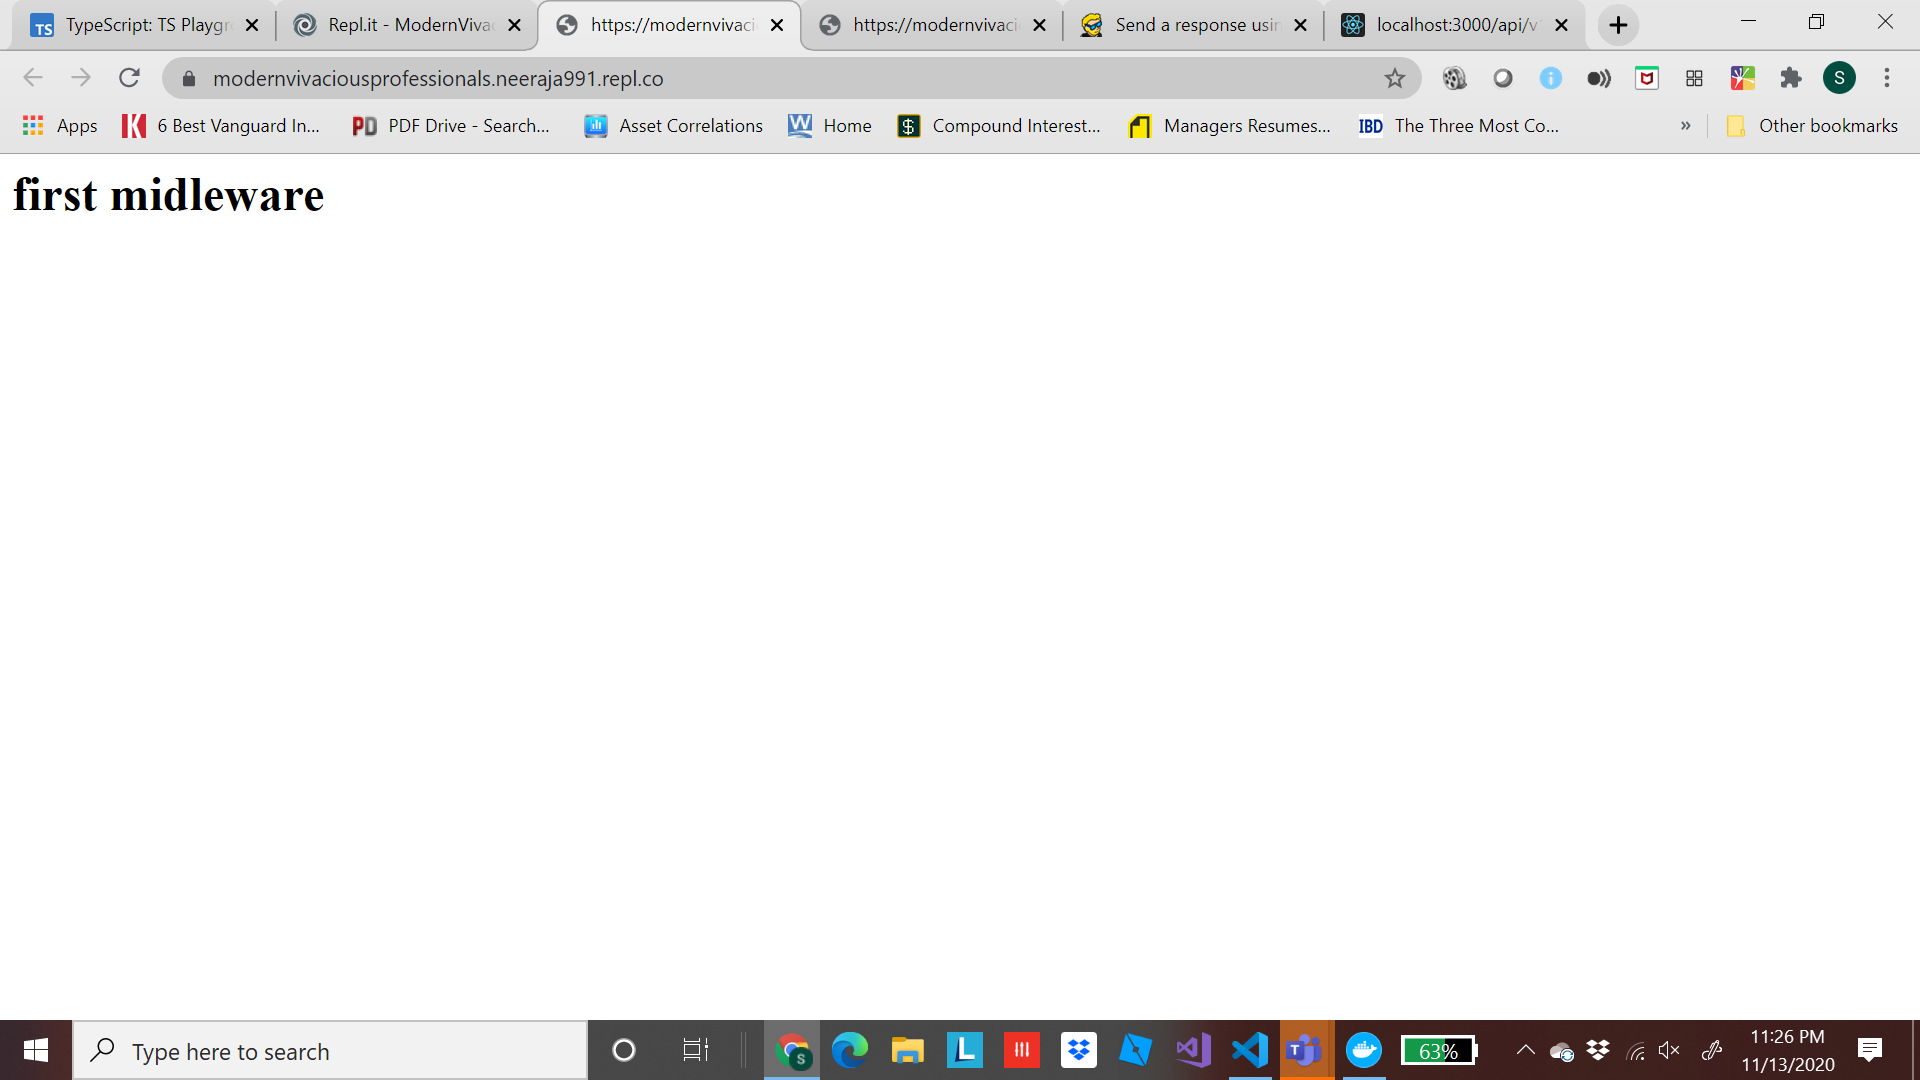 TypeScript: TS Playgr
Repl.it - ModernViva
https://modernvivaci
https://modernvivaci
Send a response usin
localhost:3000/api/v
modernvivaciousprofessionals.neeraja991.repl.co
S
Apps
6 Best Vanguard In...
PDF Drive - Search...
Asset Correlations
Home
Compound Interest...
Managers Resumes...
IBD The Three Most Co...
»
Other bookmarks
first midleware
Type here to search
63%
11:26 PM
11/13/2020